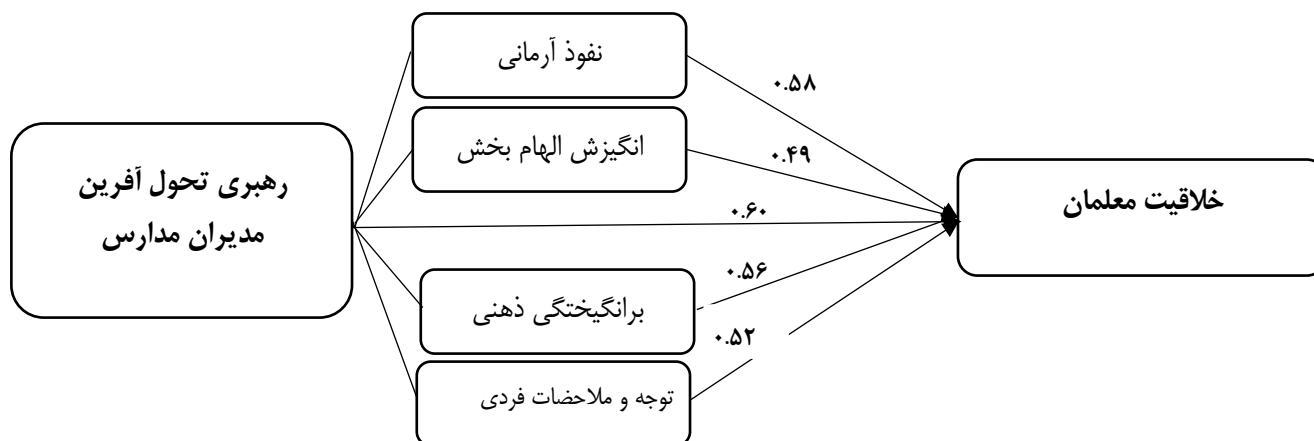 نفوذ آرمانی
۰.۵۸
انگیزش الهام بخش
۰.۴۹
رهبری تحول آفرین
مدیران مدارس
خلاقیت معلمان
۰.۶۰
برانگیختگی ذهنی
۰.۵۶
۰.۵۲
توجه و ملاحضات فردی